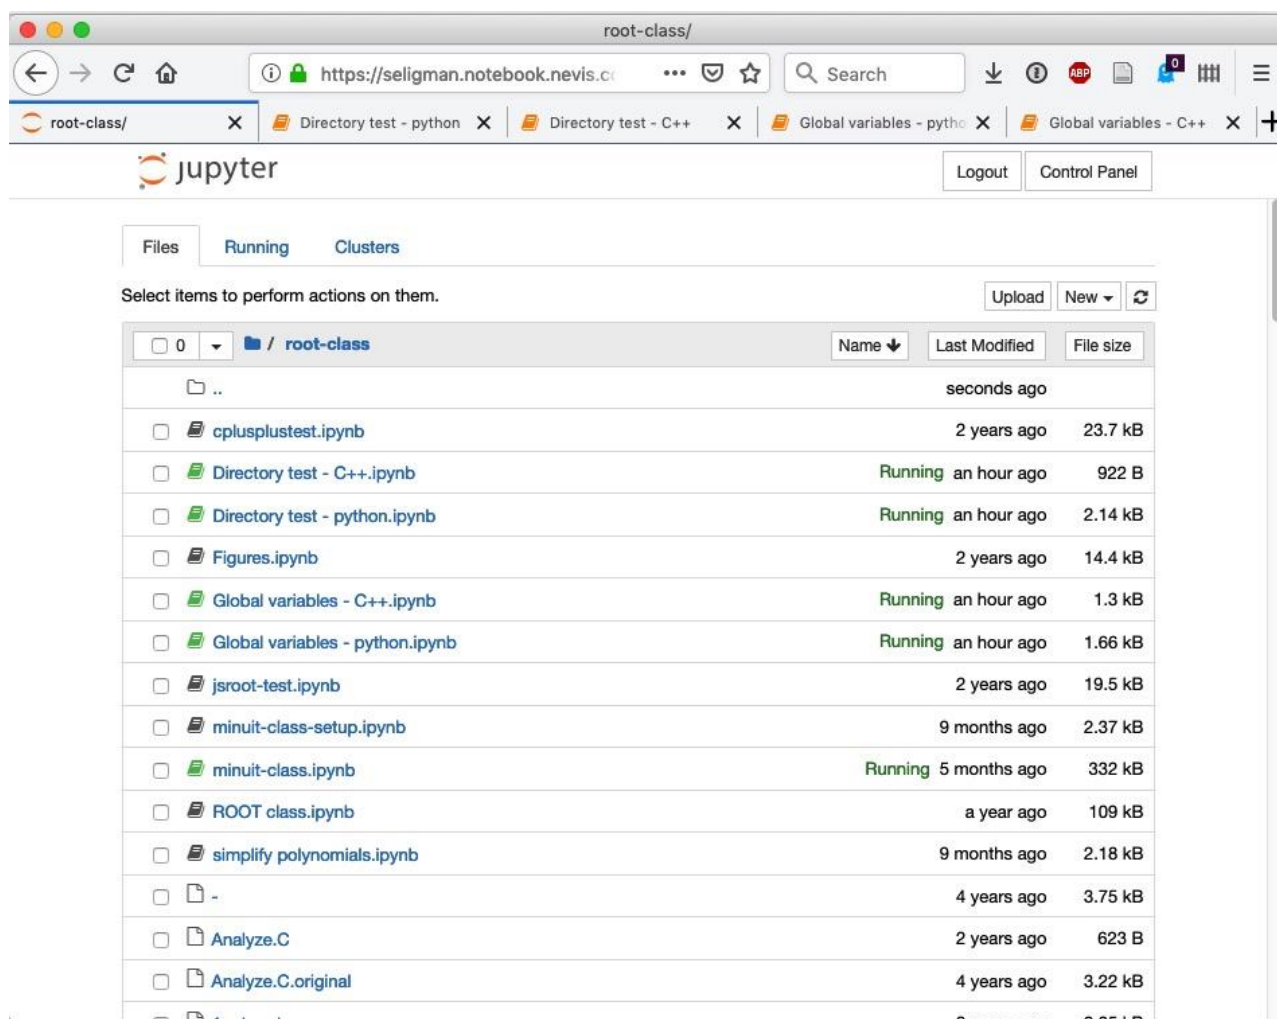 root-class/
https://seligman.notebook.nevis.c
Search
ABP
0
root-class/
Directory test - python
Directory test - C++
Global variables - pytho
Global variables - C++
jupyter
Logout
Control Panel
Files
Running
Clusters
Select items to perform actions on them.
Upload
New
0
/ root-class
Name
Last Modified
File size
.. seconds ago
cplusplustest.ipynb 2 years ago 23.7 kB
Directory test - C++.ipynb Running an hour ago 922 B
Directory test - python.ipynb Running an hour ago 2.14 kB
Figures.ipynb 2 years ago 14.4 kB
Global variables - C++.ipynb Running an hour ago 1.3 kB
Global variables - python.ipynb Running an hour ago 1.66 kB
jsroot-test.ipynb 2 years ago 19.5 kB
minuit-class-setup.ipynb 9 months ago 2.37 kB
minuit-class.ipynb Running 5 months ago 332 kB
ROOT class.ipynb a year ago 109 kB
simplify polynomials.ipynb 9 months ago 2.18 kB
- 4 years ago 3.75 kB
Analyze.C 2 years ago 623 B
Analyze.C.original 4 years ago 3.22 kB